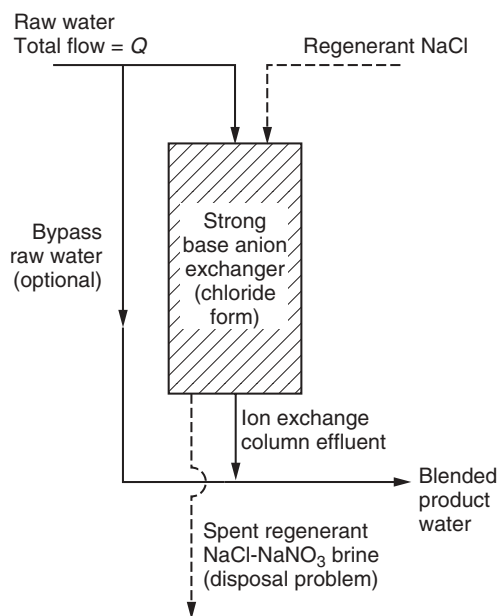 Raw water
Total flow = Q
Regenerant NaCl
Strong
base anion
exchanger
(chloride
form)
Bypass
raw water
(optional)
Ion exchange
column effluent
Blended
product
water
Spent regenerant
NaCl-NaNO₃ brine
(disposal problem)